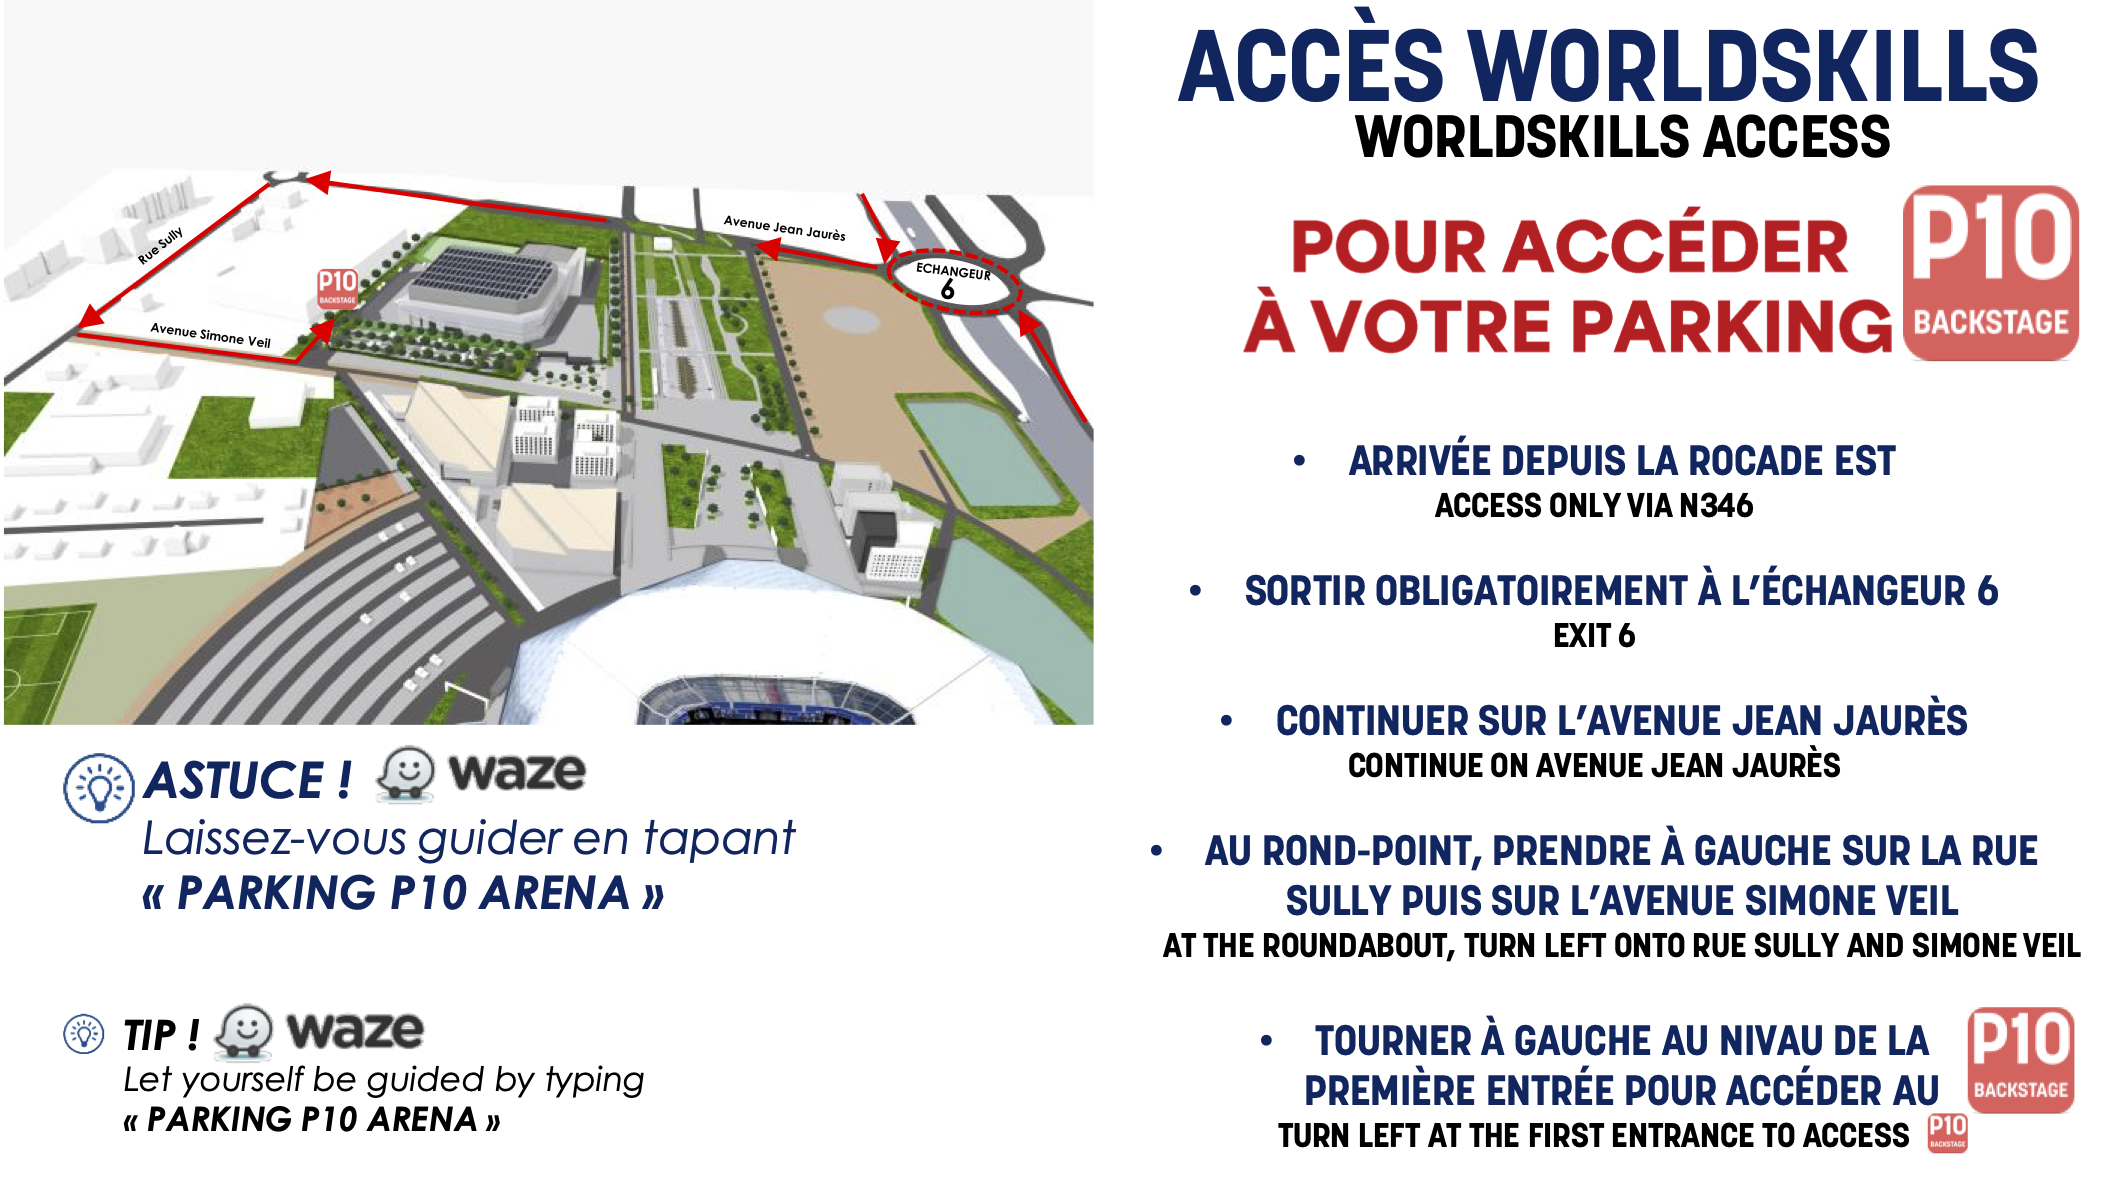 ACCÈS WORLDSKILLS
WORLDSKILLS ACCESS
POUR ACCÉDER
À VOTRE PARKING
P10
BACKSTAGE
Rue Sully
Avenue Jean Jaurès
ECHANGEUR
6
P10
BACKSTAGE
Avenue Simone Veil
ASTUCE ! waze
Laissez-vous guider en tapant
« PARKING P10 ARENA »
TIP ! waze
Let yourself be guided by typing
« PARKING P10 ARENA »
• ARRIVÉE DEPUIS LA ROCADE EST
ACCESS ONLY VIA N346
• SORTIR OBLIGATOIREMENT À L’ÉCHANGEUR 6
EXIT 6
• CONTINUER SUR L’AVENUE JEAN JAURÈS
CONTINUE ON AVENUE JEAN JAURÈS
• AU ROND-POINT, PRENDRE À GAUCHE SUR LA RUE
SULLY PUIS SUR L’AVENUE SIMONE VEIL
AT THE ROUNDABOUT, TURN LEFT ONTO RUE SULLY AND SIMONE VEIL
• TOURNER À GAUCHE AU NIVAU DE LA
PREMIÈRE ENTRÉE POUR ACCÉDER AU
P10
BACKSTAGE
TURN LEFT AT THE FIRST ENTRANCE TO ACCESS
P10
BACKSTAGE